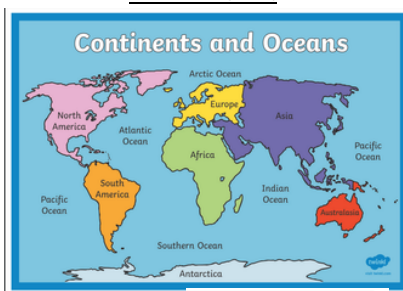 Continents and Oceans
Arctic Ocean
Europe
Asia
North
America
Atlantic
Ocean
Africa
Pacific
Ocean
South
America
Indian
Ocean
Pacific
Ocean
Australasia
Southern Ocean
Antarctica
twinkl